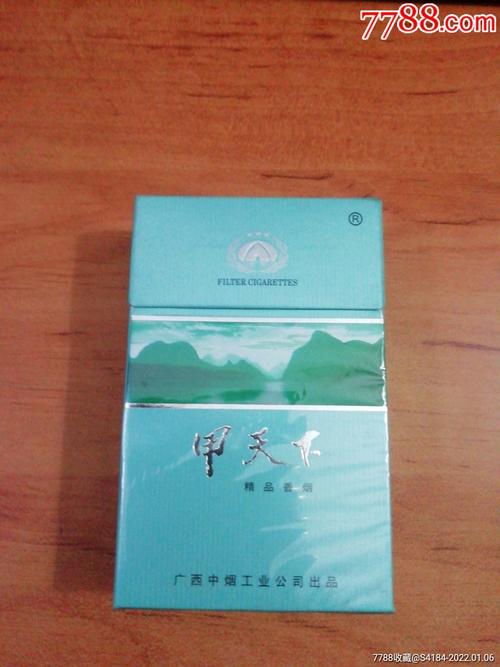 7788.com
®
FILTER CIGARETTES
甲天下
精品香烟
广西中烟工业公司出品
7788收藏@S4184-2022.01.06